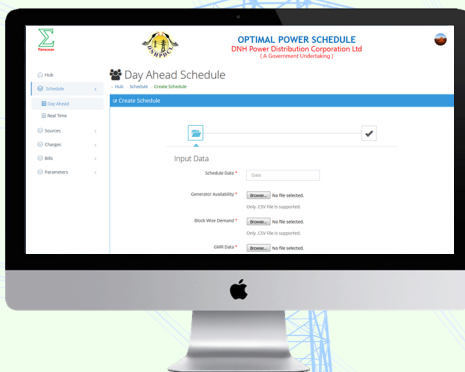 OPTIMAL POWER SCHEDULE
DNH Power Distribution Corporation Ltd
( A Government Undertaking )
DNHPDCL
Hub
Schedule
Day Ahead
Real Time
Sources
Charges
Bills
Parameters
Day Ahead Schedule
Hub Schedule Create Schedule
Create Schedule
Input Data
Schedule Date *
Date
Generator Availability *
Browse... No file selected.
Only .CSV File is supported.
Block Wise Demand *
Browse... No file selected.
Only .CSV File is supported.
GMR Data *
Browse... No file selected.